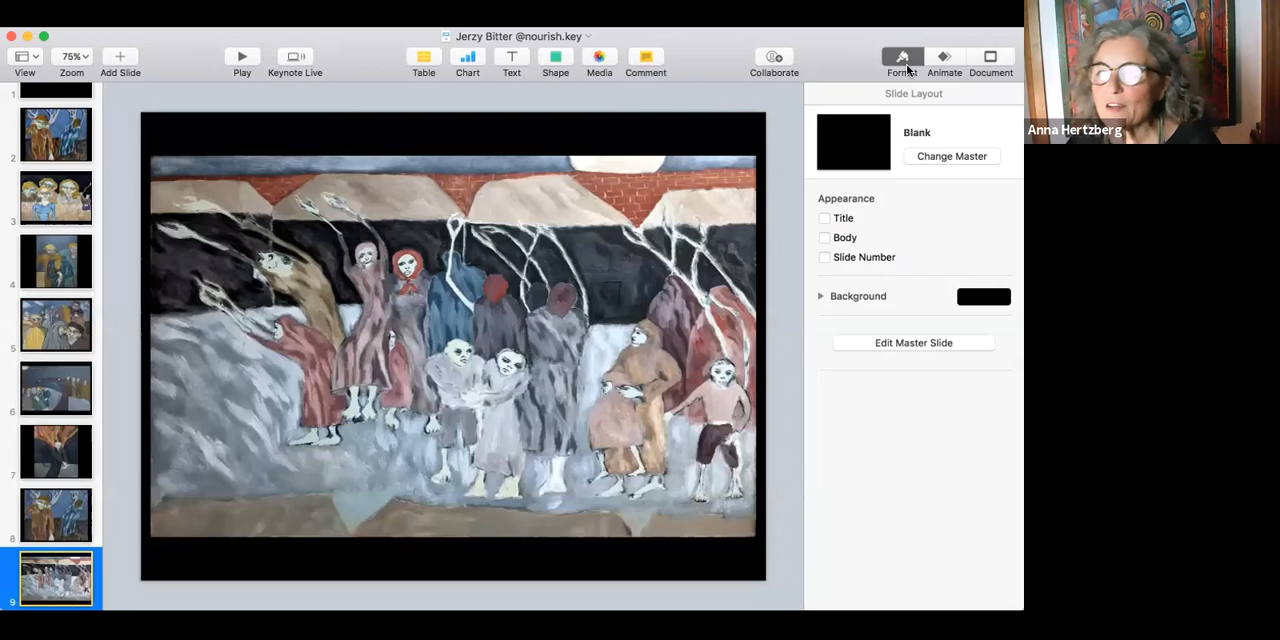 Jerzy Bitter @nourish.key
75%
View
Zoom
Add Slide
Play
Keynote Live
Table
Chart
Text
Shape
Media
Comment
Collaborate
Format
Animate
Document
Anna Hertzberg
Slide Layout
Blank
Change Master
Appearance
Title
Body
Slide Number
Background
Edit Master Slide
1
2
3
4
5
6
7
8
9